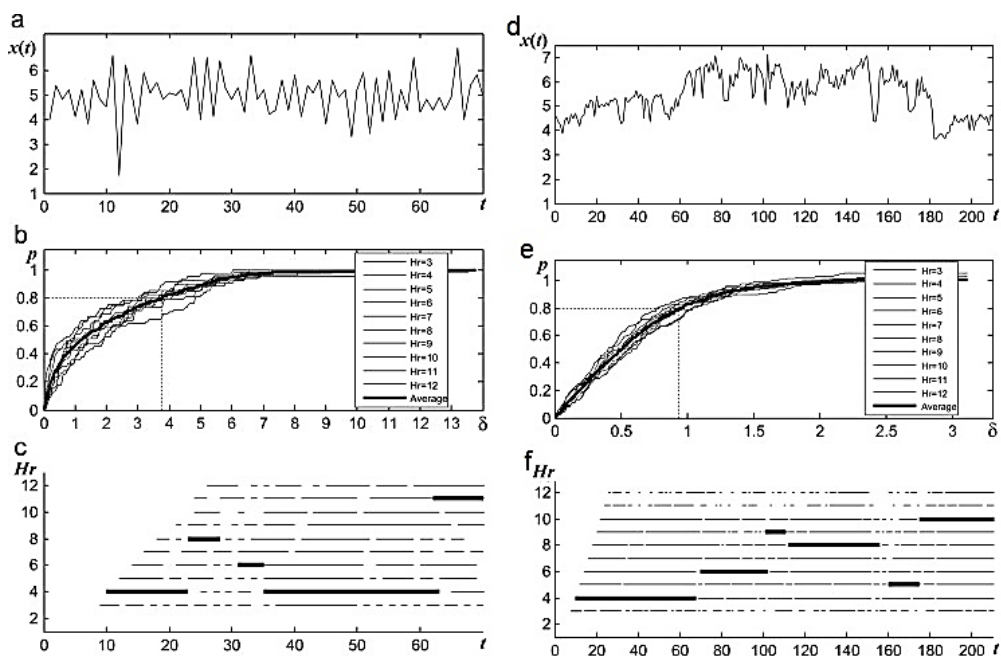 a
x(t)
6
5
4
3
2
1
0 10 20 30 40 50 60 t
b
p
1
0.8
0.6
0.4
0.2
0
0 1 2 3 4 5 6 7 8 9 10 11 12 13 δ
Hr=3
Hr=4
Hr=5
Hr=6
Hr=7
Hr=8
Hr=9
Hr=10
Hr=11
Hr=12
Average
c
Hr
12
10
8
6
4
2
0 10 20 30 40 50 60 t
d
x(t)
7
6
5
4
3
2
1
0 20 40 60 80 100 120 140 160 180 200 t
e
p
1
0.8
0.6
0.4
0.2
0
0 0.5 1 1.5 2 2.5 3 δ
Hr=3
Hr=4
Hr=5
Hr=6
Hr=7
Hr=8
Hr=9
Hr=10
Hr=11
Hr=12
Average
f
Hr
12
10
8
6
4
2
0 20 40 60 80 100 120 140 160 180 200 t